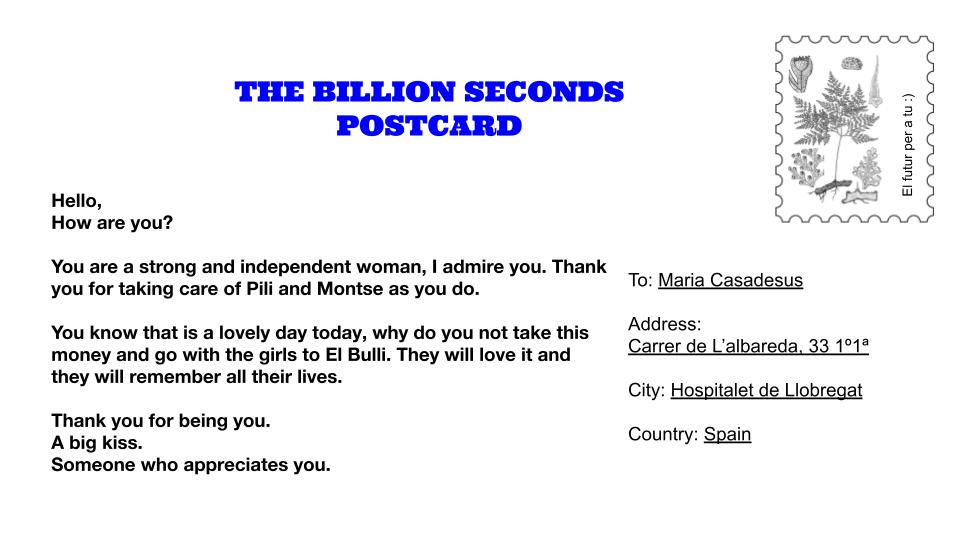 THE BILLION SECONDS
POSTCARD
El futur per a tu :)
Hello,
How are you?
You are a strong and independent woman, I admire you. Thank
you for taking care of Pili and Montse as you do.
You know that is a lovely day today, why do you not take this
money and go with the girls to El Bulli. They will love it and
they will remember all their lives.
Thank you for being you.
A big kiss.
Someone who appreciates you.
To: Maria Casadesus
Address:
Carrer de L’albareda, 33 1º1ª
City: Hospitalet de Llobregat
Country: Spain